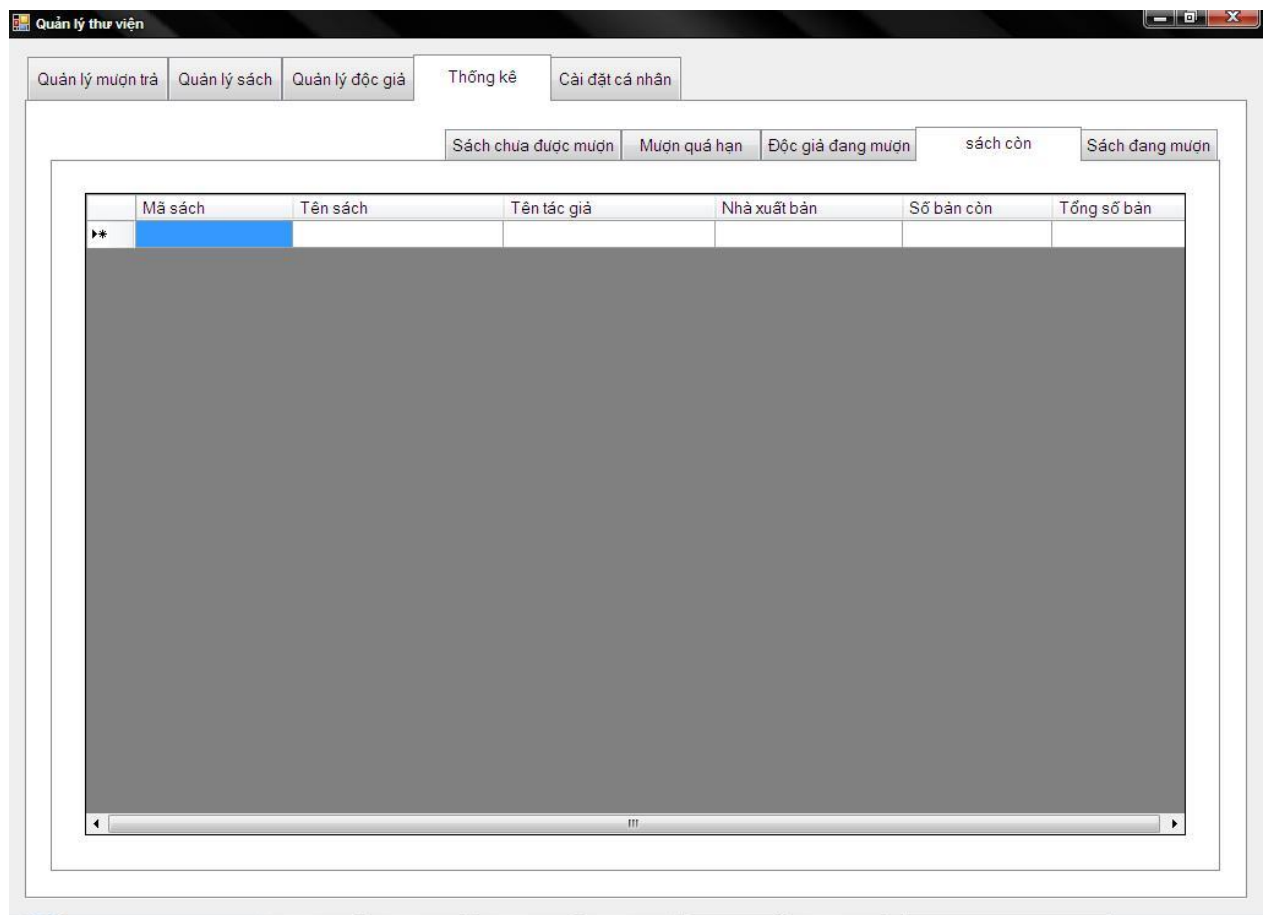 Quản lý thư viện
Quản lý mượn trả Quản lý sách Quản lý độc giả Thống kê Cài đặt cá nhân
Sách chưa được mượn Mượn quá hạn Độc giả đang mượn sách còn Sách đang mượn
Mã sách Tên sách Tên tác giả Nhà xuất bản Số bản còn Tổng số bản